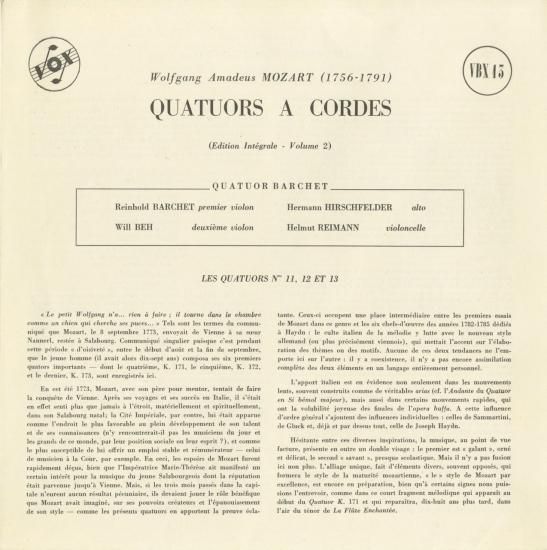 VOX
VBX 13
Wolfgang Amadeus MOZART (1756-1791)
QUATUORS A CORDES
(Edition Intégrale - Volume 2)
QUATUOR BARCHET
Reinhold BARCHET premier violon
Hermann HIRSCHFELDER alto
Will BEH deuxième violon
Helmut REIMANN violoncelle
LES QUATUORS Nos 11, 12 ET 13
« Le petit Wolfgang n'a... rien à faire ; il tourne dans la chambre
comme un chien qui cherche ses puces... » Tels sont les termes du commu-
niqué que Mozart, le 8 septembre 1773, envoyait de Vienne à sa sœur
Nannerl, restée à Salzbourg. Communiqué singulier puisque c'est pendant
cette période « d'oisiveté », entre le début d'août et la fin de septembre,
que le jeune homme (il avait alors dix-sept ans) composa ses six premiers
quatuors importants — dont le quatrième, K. 171, le cinquième, K. 172,
et le dernier, K. 173, sont enregistrés ici.
En cet été 1773, Mozart, avec son père pour mentor, tentait de faire
la conquête de Vienne. Après ses voyages et ses succès en Italie, il s'était
en effet senti plus que jamais à l'étroit, matériellement et spirituellement,
dans son Salzbourg natal; la Cité Impériale, par contre, lui était apparue
comme l'endroit le plus favorable au plein développement de son talent
et de ses connaissances (n'y rencontrerait-il pas les musiciens du jour et
les grands de ce monde, par leur position sociale ou leur esprit ?), et comme
le plus susceptible de lui offrir un emploi stable et rémunérateur — celui
de musicien à la Cour, par exemple. En ceci, les espoirs de Mozart furent
rapidement déçus, bien que l'Impératrice Marie-Thérèse ait manifesté un
certain intérêt pour la musique du jeune Salzbourgeois dont la réputation
était parvenue jusqu'à Vienne. Mais, si les trois mois passés dans la capi-
tale n'eurent aucun résultat pécuniaire, ils devaient jouer le rôle bénéfique
que Mozart avait imaginé, sur ses pouvoirs créateurs et l'épanouissement
de son style — comme les présents quatuors en apportent la preuve écla-
tante. Ceux-ci occupent une place intermédiaire entre les premiers essais
de Mozart dans ce genre et les six chefs-d'œuvre des années 1782-1785 dédiés
à Haydn : le culte italien de la mélodie y lutte avec le nouveau style
allemand (ou plus précisément viennois), qui mettait l'accent sur l'élabo-
ration des thèmes ou des motifs. Aucune de ces deux tendances ne l'em-
porte sur l'autre : il y a coexistence, il n'y a pas encore assimilation
complète des deux éléments en un langage entièrement personnel.
L'apport italien est en évidence non seulement dans les mouvements
lents, souvent construits comme de véritables arias (cf. l'Andante du Quatuor
en Si bémol majeur), mais aussi dans certains mouvements rapides, qui
ont la volubilité joyeuse des finales de l'opera buffa. A cette influence
d'ordre général s'ajoutent des influences individuelles : celles de Sammartini,
de Gluck et, déjà et par dessus tout, celle de Joseph Haydn.
Hésitante entre ces diverses inspirations, la musique, au point de vue
facture, présente en outre un double visage : le premier est « galant », orné
et délicat, le second « savant », presque scolastique. Mais il n'y a pas fusion
ici non plus. L'alliage unique, fait d'éléments divers, souvent opposés, qui
formera le style de la maturité mozartienne, « le » style de Mozart par
excellence, est encore en préparation, bien qu'à certains signes nous puis-
sions l'entrevoir, comme dans ce court fragment mélodique qui apparaît au
début du Quatuor K. 171 et qui reparaîtra, dix-huit ans plus tard, dans
l'air du ténor de La Flûte Enchantée.